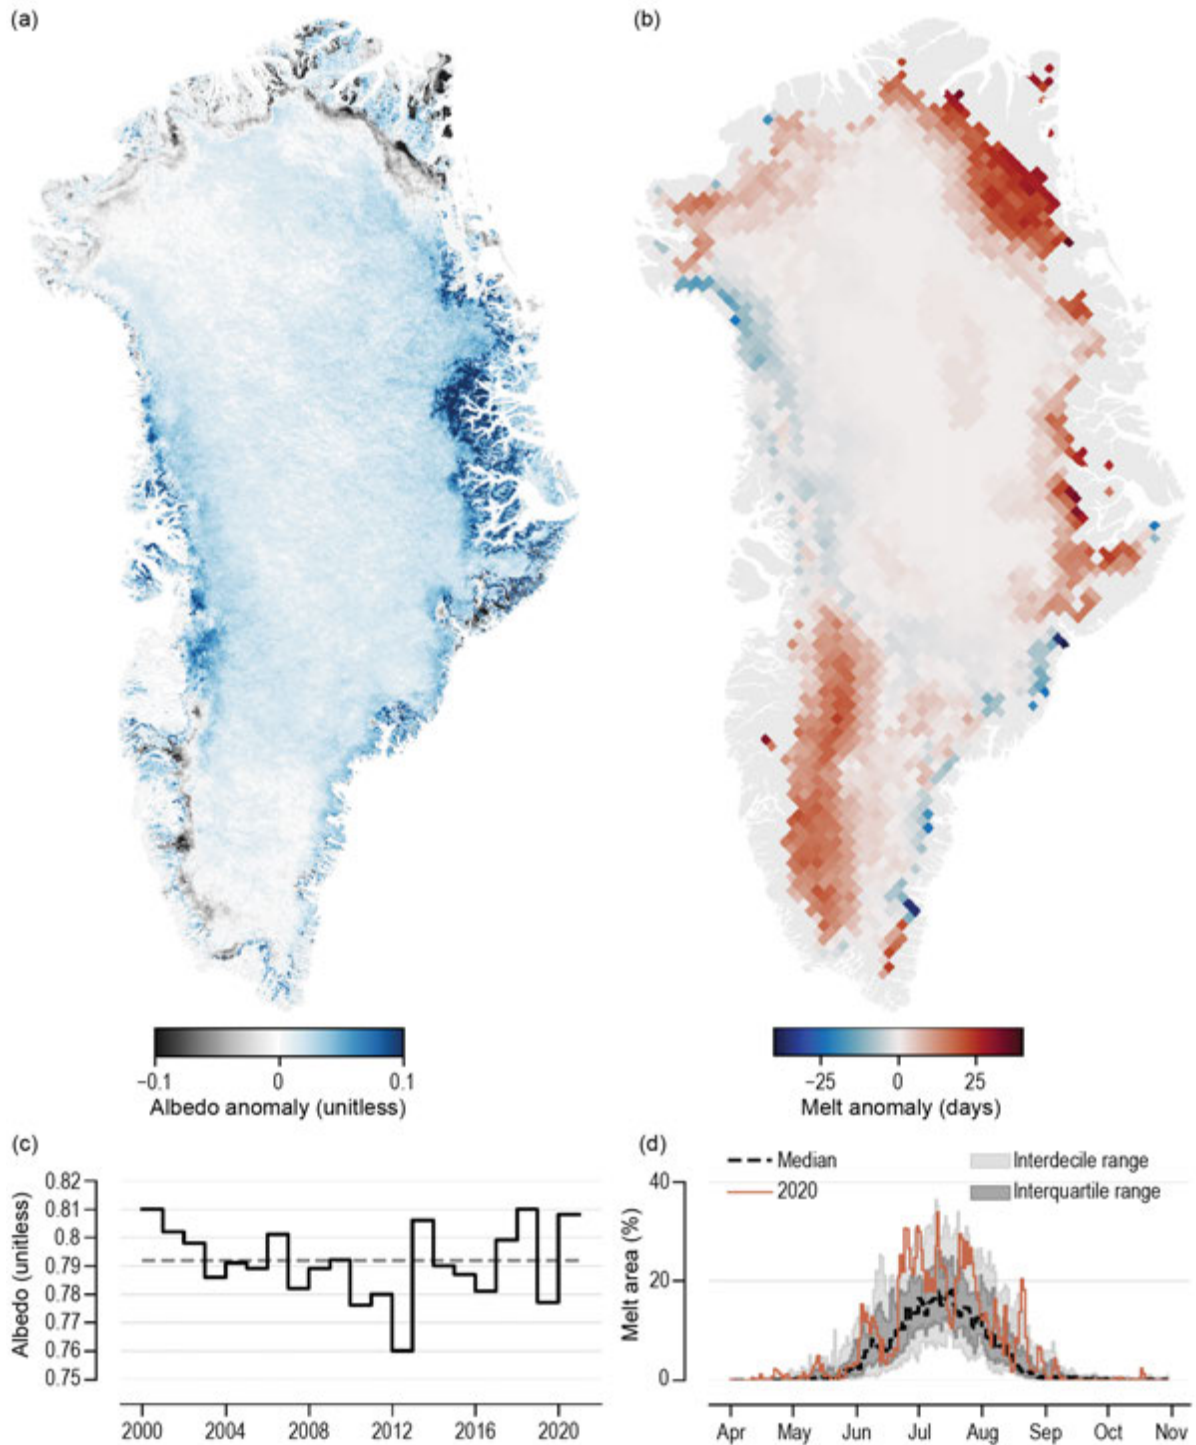 (a)
(b)
−0.1 0 0.1
Albedo anomaly (unitless)
−25 0 25
Melt anomaly (days)
(c)
0.82
0.81
0.8
0.79
0.78
0.77
0.76
0.75
Albedo (unitless)
2000 2004 2008 2012 2016 2020
(d)
Median
2020
Interdecile range
Interquartile range
40
20
0
Melt area (%)
Apr May Jun Jul Aug Sep Oct Nov